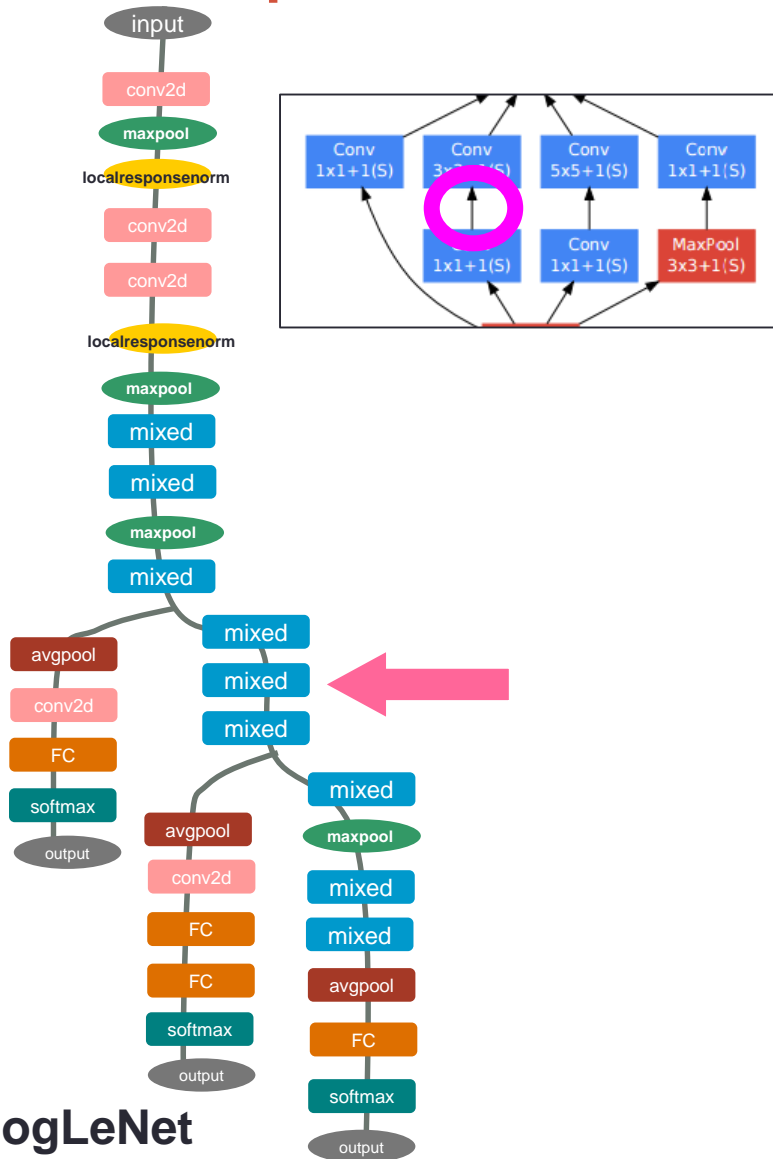 input
conv2d
maxpool
localresponsenorm
conv2d
conv2d
localresponsenorm
maxpool
mixed
mixed
maxpool
mixed
Conv
1x1+1(S)
Conv
Conv
5x5+1(S)
Conv
1x1+1(S)
1x1+1(S)
Conv
1x1+1(S)
MaxPool
3x3+1(S)
mixed
mixed
mixed
avgpool
conv2d
FC
softmax
output
avgpool
conv2d
FC
FC
softmax
output
mixed
maxpool
mixed
mixed
avgpool
FC
softmax
output
ogLeNet